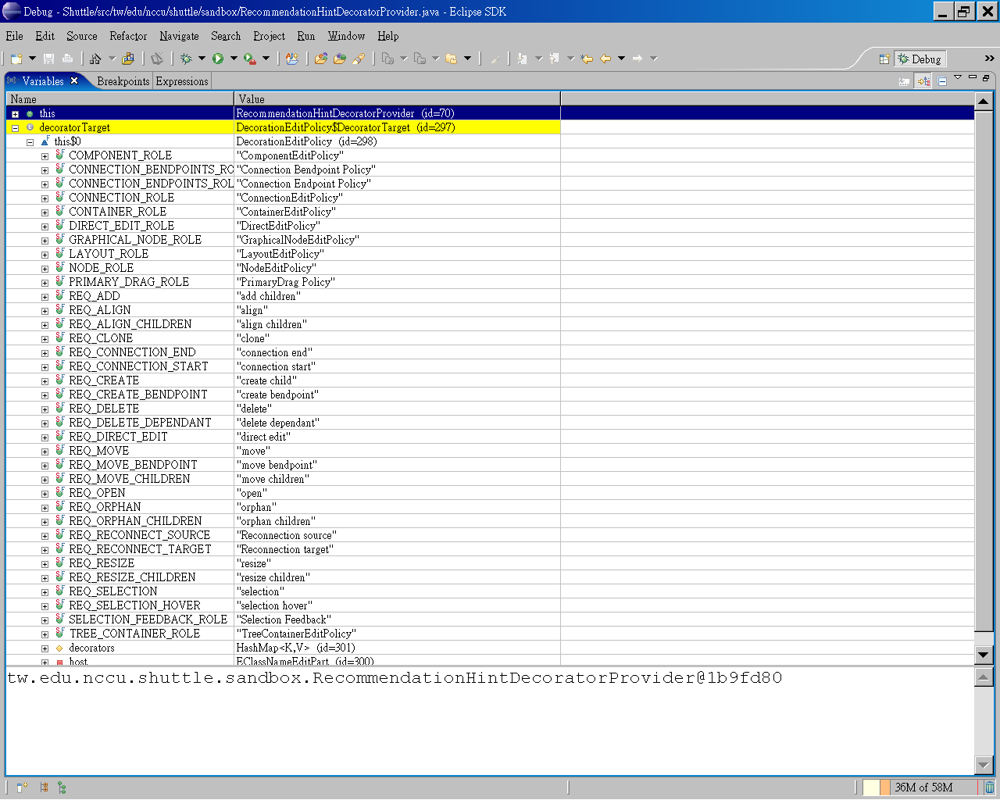 Debug - Shuttle/src/tw/edu/nccu/shuttle/sandbox/RecommendationHintDecoratorProvider.java - Eclipse SDK
File Edit Source Refactor Navigate Search Project Run Window Help
Debug
Variables Breakpoints Expressions
Name Value
this RecommendationHintDecoratorProvider (id=70)
decoratorTarget DecorationEditPolicy$DecoratorTarget (id=297)
this$0 DecorationEditPolicy (id=298)
COMPONENT_ROLE "ComponentEditPolicy"
CONNECTION_BENDPOINTS_RO "Connection Bendpoint Policy"
CONNECTION_ENDPOINTS_ROL "Connection Endpoint Policy"
CONNECTION_ROLE "ConnectionEditPolicy"
CONTAINER_ROLE "ContainerEditPolicy"
DIRECT_EDIT_ROLE "DirectEditPolicy"
GRAPHICAL_NODE_ROLE "GraphicalNodeEditPolicy"
LAYOUT_ROLE "LayoutEditPolicy"
NODE_ROLE "NodeEditPolicy"
PRIMARY_DRAG_ROLE "PrimaryDrag Policy"
REQ_ADD "add children"
REQ_ALIGN "align"
REQ_ALIGN_CHILDREN "align children"
REQ_CLONE "clone"
REQ_CONNECTION_END "connection end"
REQ_CONNECTION_START "connection start"
REQ_CREATE "create child"
REQ_CREATE_BENDPOINT "create bendpoint"
REQ_DELETE "delete"
REQ_DELETE_DEPENDANT "delete dependant"
REQ_DIRECT_EDIT "direct edit"
REQ_MOVE "move"
REQ_MOVE_BENDPOINT "move bendpoint"
REQ_MOVE_CHILDREN "move children"
REQ_OPEN "open"
REQ_ORPHAN "orphan"
REQ_ORPHAN_CHILDREN "orphan children"
REQ_RECONNECT_SOURCE "Reconnection source"
REQ_RECONNECT_TARGET "Reconnection target"
REQ_RESIZE "resize"
REQ_RESIZE_CHILDREN "resize children"
REQ_SELECTION "selection"
REQ_SELECTION_HOVER "selection hover"
SELECTION_FEEDBACK_ROLE "Selection Feedback"
TREE_CONTAINER_ROLE "TreeContainerEditPolicy"
decorators HashMap<K,V> (id=301)
host EClassNameEditPart (id=300)
tw.edu.nccu.shuttle.sandbox.RecommendationHintDecoratorProvider@1b9fd80
36M of 58M